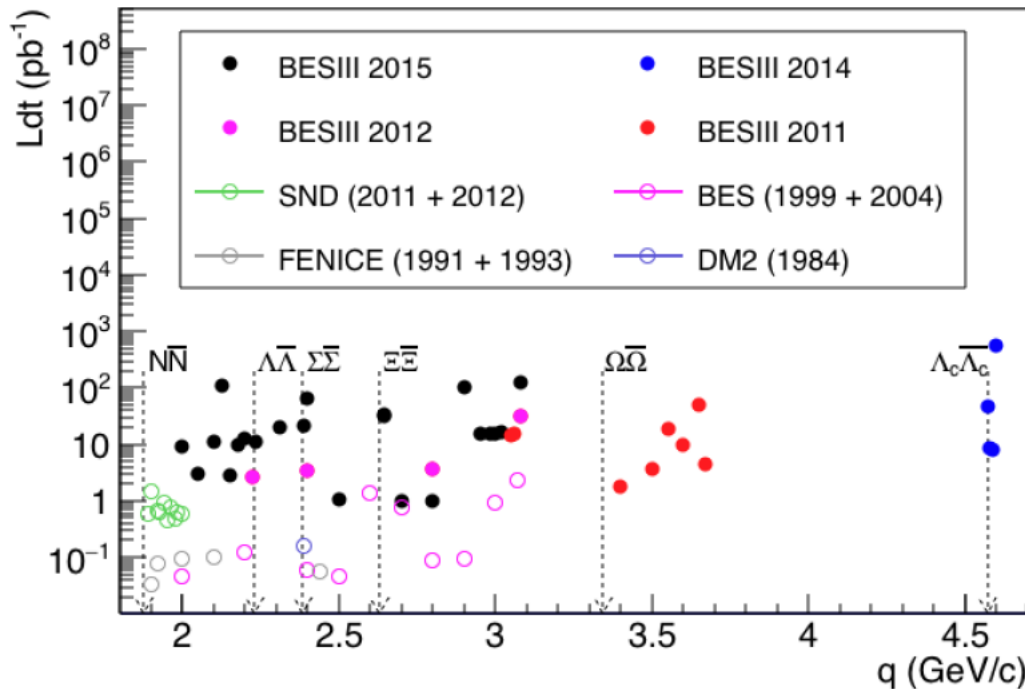 Ldt (pb⁻¹)
10⁸
10⁷
10⁶
10⁵
10⁴
10³
10²
10
1
10⁻¹
BESIII 2015
BESIII 2014
BESIII 2012
BESIII 2011
SND (2011 + 2012)
BES (1999 + 2004)
FENICE (1991 + 1993)
DM2 (1984)
NN̅ ΛΛ̅ ΣΣ̅ ΞΞ̅ ΩΩ̅ Λ_cΛ̅_c
2 2.5 3 3.5 4 4.5
q (GeV/c)